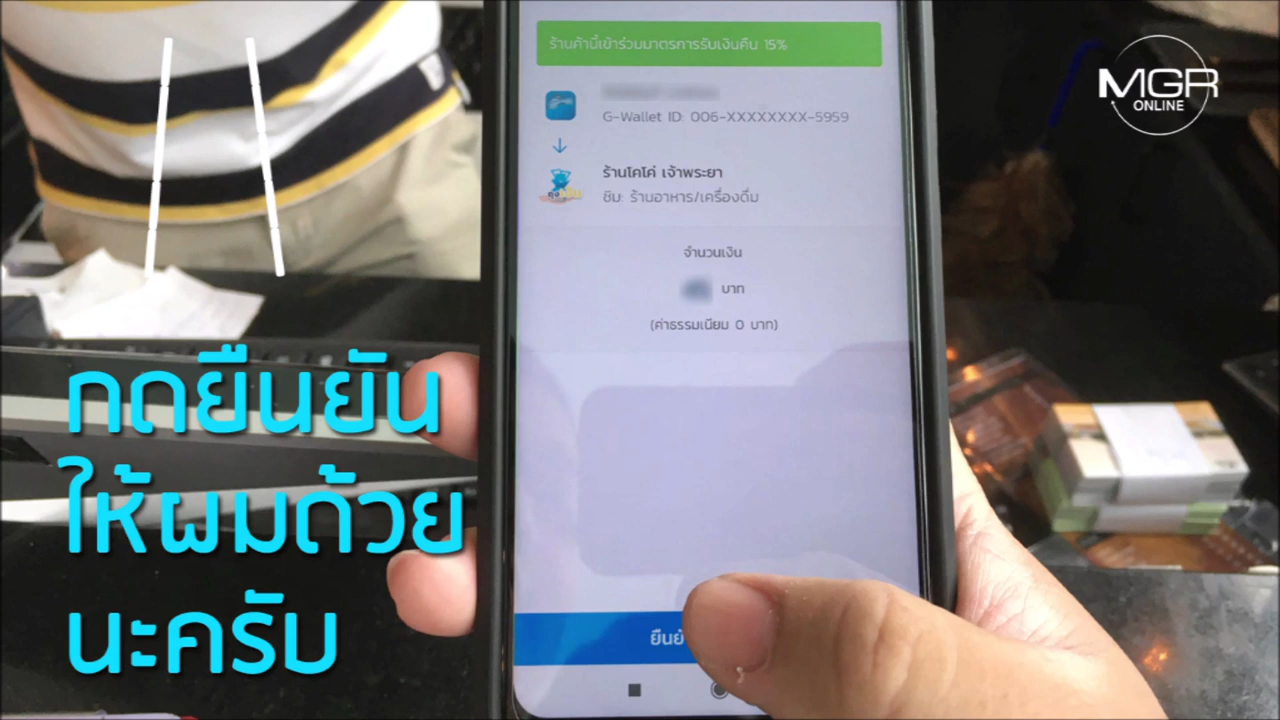 ร้านค้านี้เข้าร่วมมาตรการรับเงินคืน 15%
MGR
ONLINE
G-Wallet ID: 006-XXXXXXXX-5959
ร้านโคโค่ เจ้าพระยา
ชิม: ร้านอาหาร/เครื่องดื่ม
จำนวนเงิน
บาท
(ค่าธรรมเนียม 0 บาท)
กดยืนยัน
ให้ผมด้วย
นะครับ